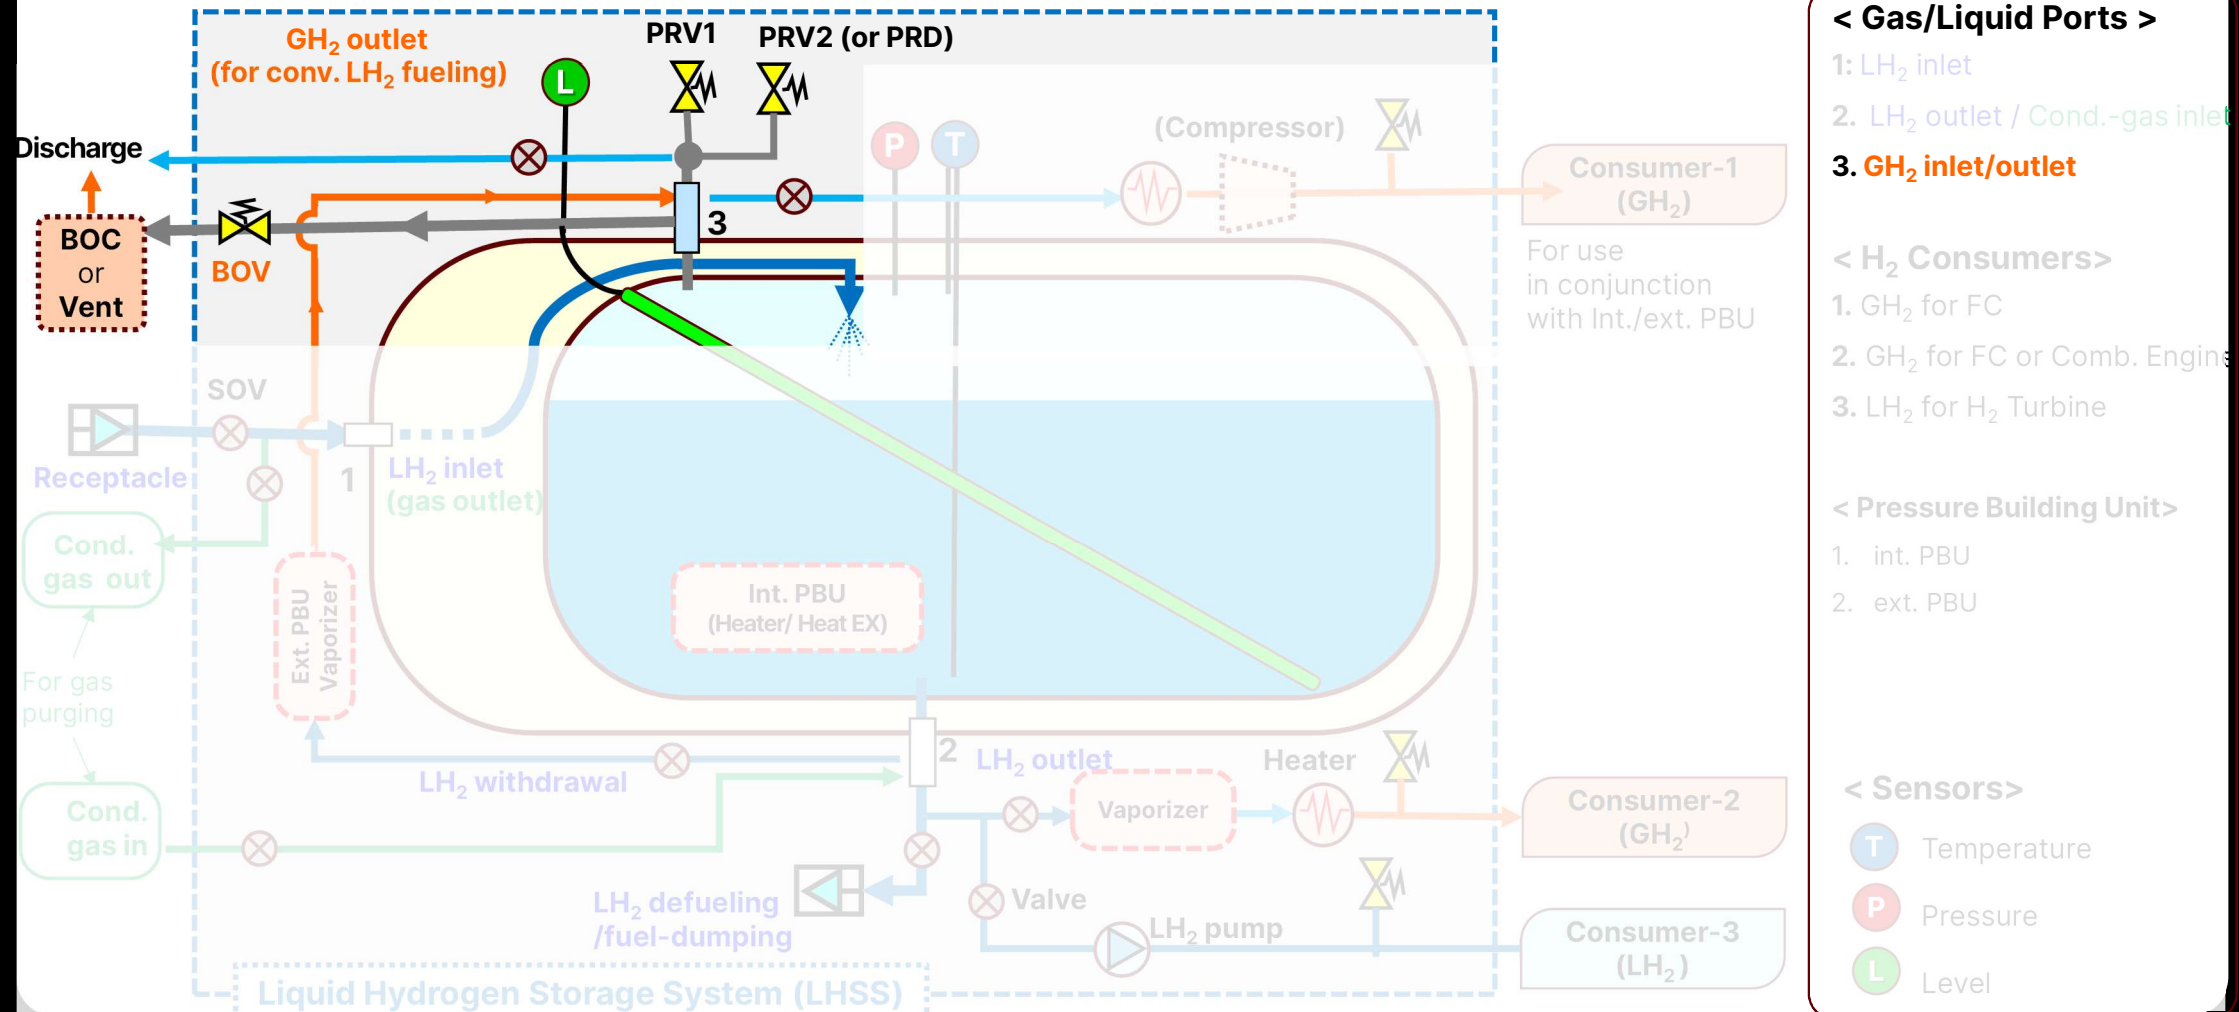 GH₂ outlet
(for conv. LH₂ fueling)
L
PRV1
PRV2 (or PRD)
Discharge
BOC
or
Vent
BOV
3
P
T
(Compressor)
Consumer-1
(GH₂)
For use
in conjunction
with Int./ext. PBU
SOV
Receptacle
1
LH₂ inlet
(gas outlet)
Cond.
gas out
Ext. PBU
Vaporizer
Int. PBU
(Heater/ Heat EX)
For gas
purging
Cond.
gas in
LH₂ withdrawal
2
LH₂ outlet
Vaporizer
Heater
Consumer-2
(GH₂)
LH₂ defueling
/fuel-dumping
Valve
LH₂ pump
Consumer-3
(LH₂)
Liquid Hydrogen Storage System (LHSS)
< Gas/Liquid Ports >
1: LH₂ inlet
2. LH₂ outlet / Cond.-gas inlet
3. GH₂ inlet/outlet
< H₂ Consumers>
1. GH₂ for FC
2. GH₂ for FC or Comb. Engine
3. LH₂ for H₂ Turbine
< Pressure Building Unit>
1. int. PBU
2. ext. PBU
< Sensors>
T Temperature
P Pressure
L Level